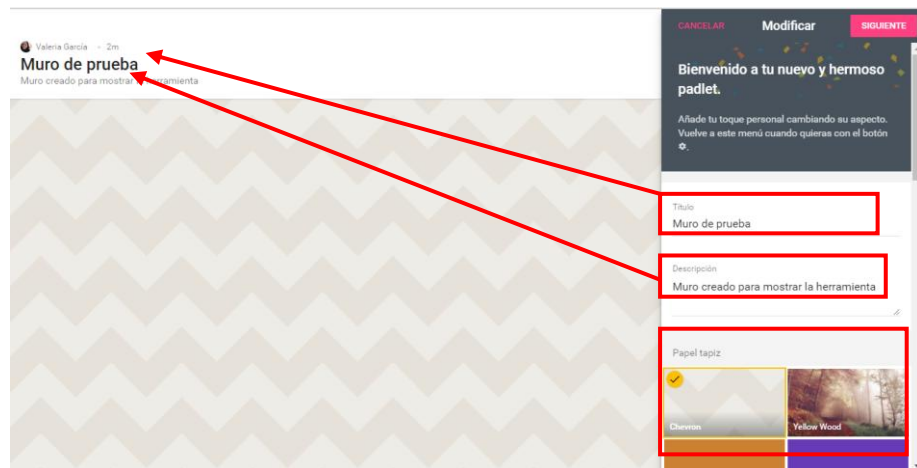 Valeria García - 2m
Muro de prueba
Muro creado para mostrar la herramienta
CANCELAR
Modificar
SIGUIENTE
Bienvenido a tu nuevo y hermoso
padlet.
Añade tu toque personal cambiando su aspecto.
Vuelve a este menú cuando quieras con el botón
.
Título
Muro de prueba
Descripción
Muro creado para mostrar la herramienta
Papel tapiz
Chevron
Yellow Wood